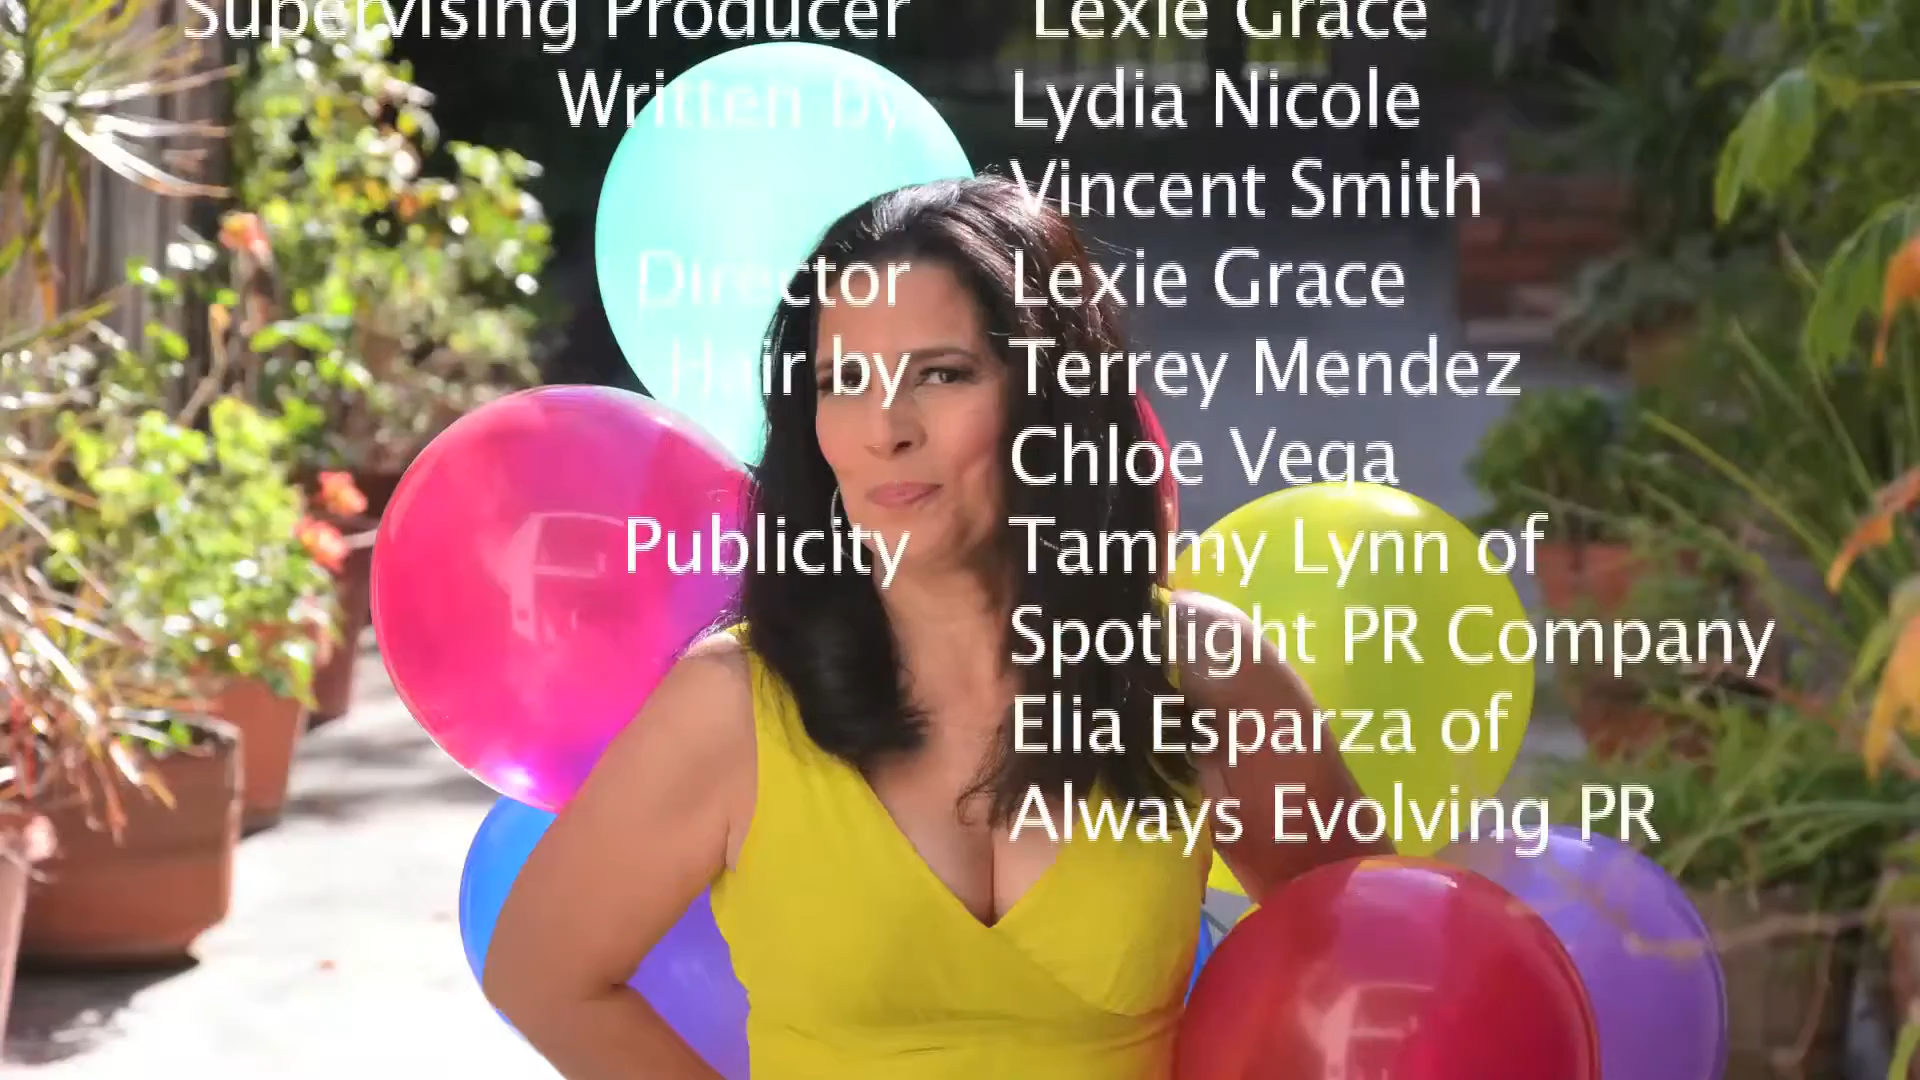 Supervising Producer Lexie Grace
Written by Lydia Nicole
Vincent Smith
Director Lexie Grace
Hair by Terrey Mendez
Chloe Vega
Publicity Tammy Lynn of
Spotlight PR Company
Elia Esparza of
Always Evolving PR